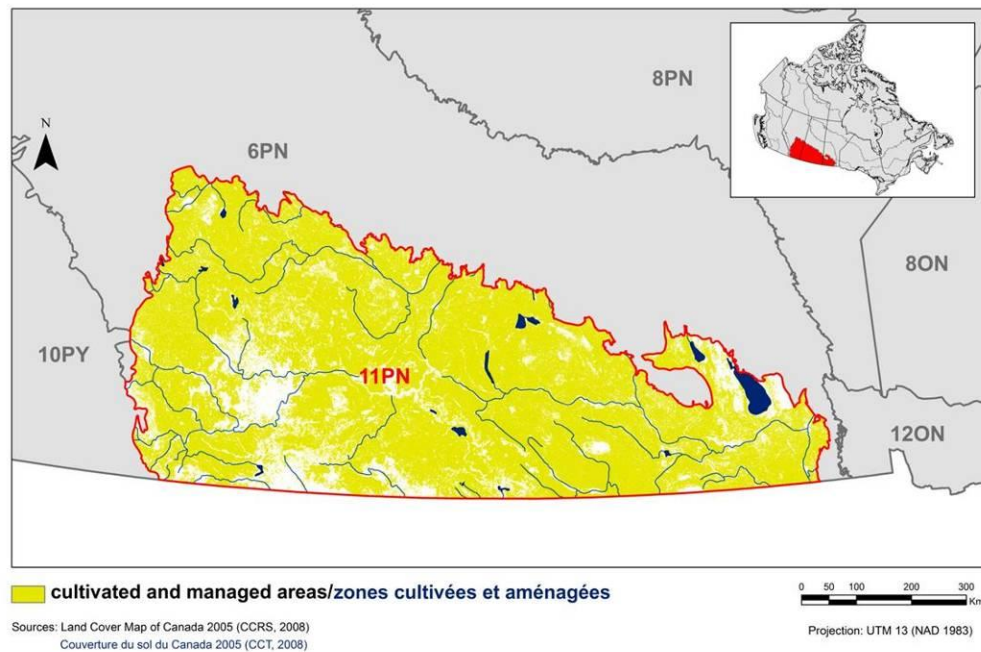 8PN
N
6PN
8ON
10PY
11PN
12ON
cultivated and managed areas/zones cultivées et aménagées
0 50 100 200 300
Km
Sources: Land Cover Map of Canada 2005 (CCRS, 2008)
Couverture du sol du Canada 2005 (CCT, 2008)
Projection: UTM 13 (NAD 1983)